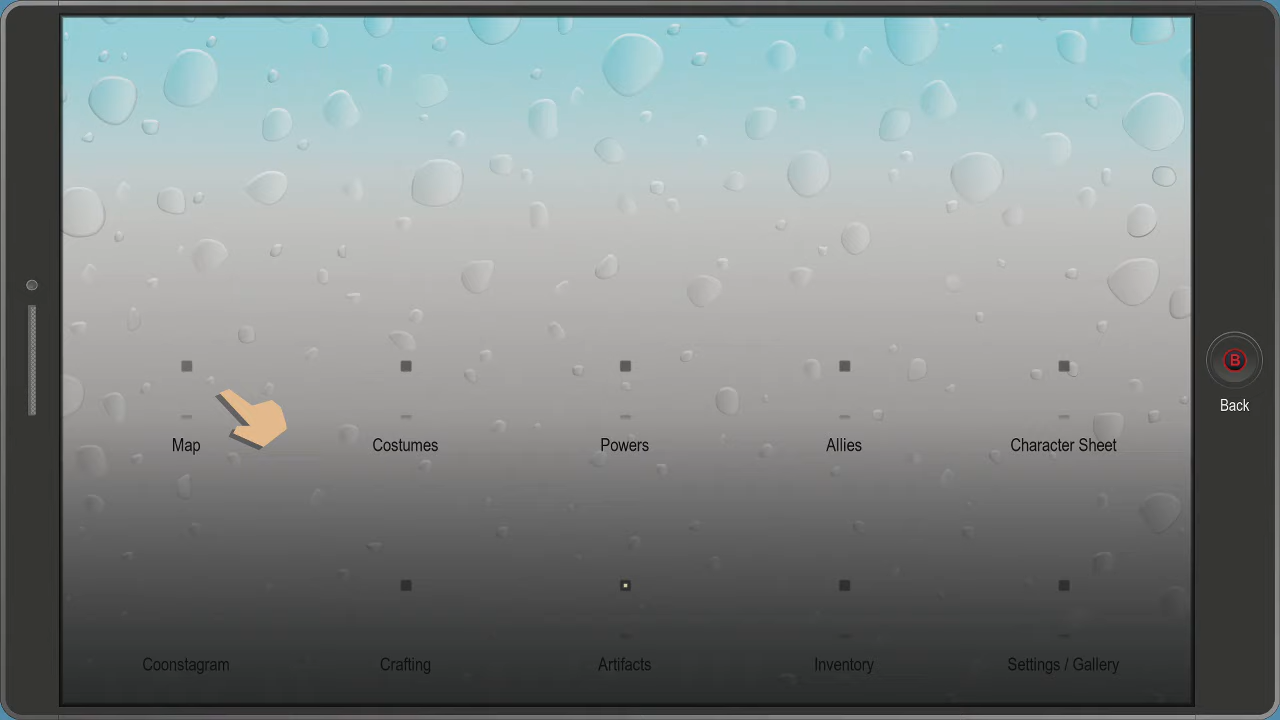 B
Back
Map
Costumes
Powers
Allies
Character Sheet
Coonstagram
Crafting
Artifacts
Inventory
Settings / Gallery